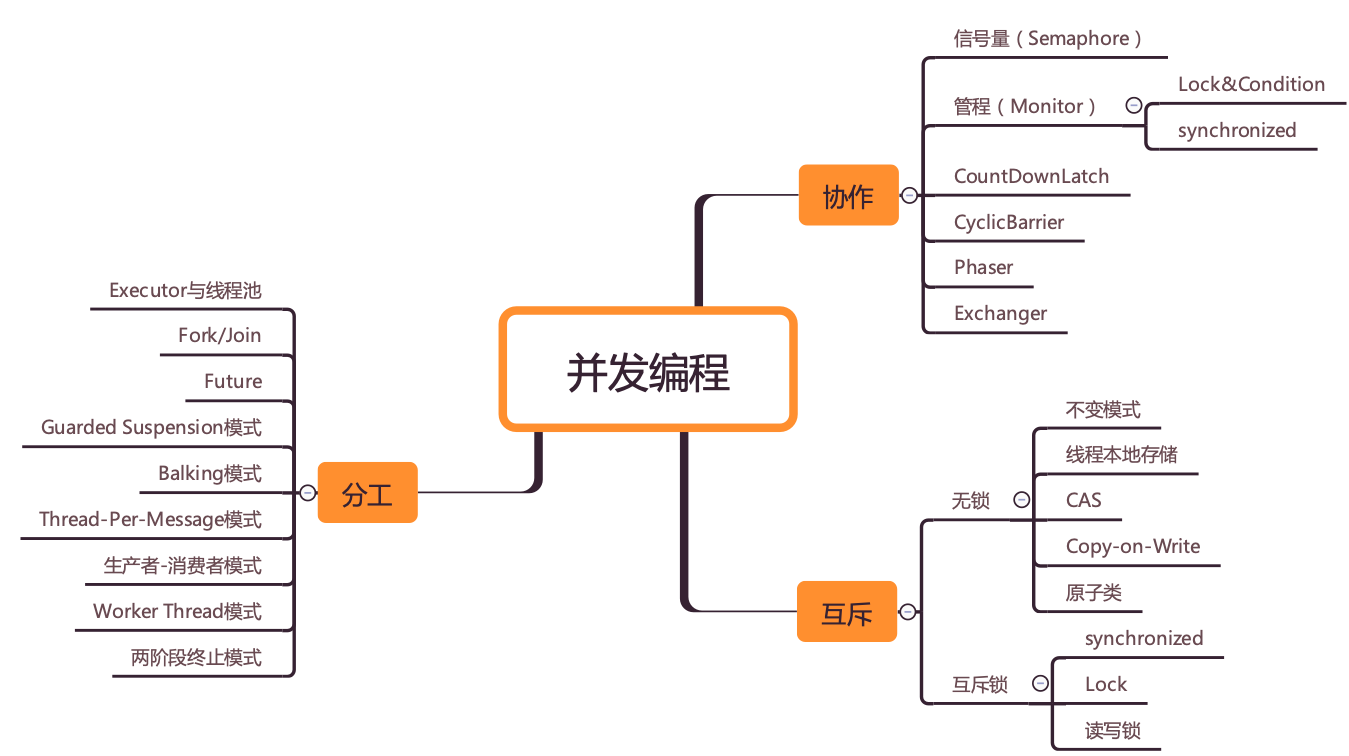 并发编程
协作
信号量（Semaphore）
管程（Monitor）
Lock&Condition
synchronized
CountDownLatch
CyclicBarrier
Phaser
Exchanger
分工
Executor与线程池
Fork/Join
Future
Guarded Suspension模式
Balking模式
Thread-Per-Message模式
生产者-消费者模式
Worker Thread模式
两阶段终止模式
互斥
无锁
不变模式
线程本地存储
CAS
Copy-on-Write
原子类
互斥锁
synchronized
Lock
读写锁